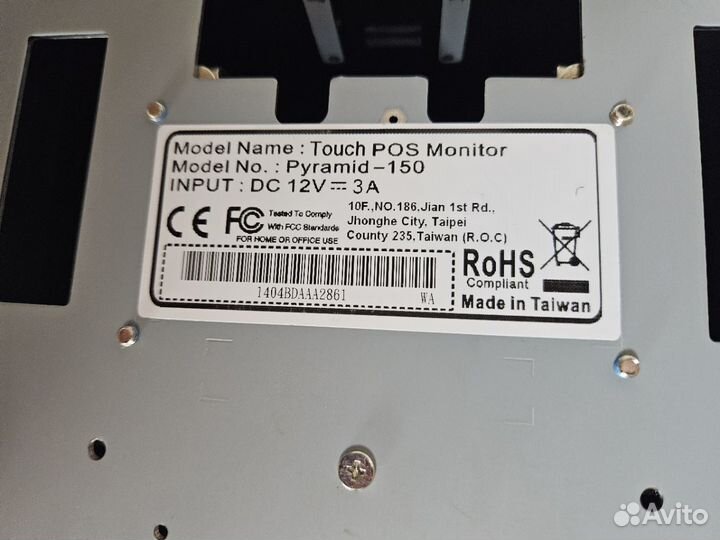 Model Name : Touch POS Monitor
Model No. : Pyramid-150
INPUT : DC 12V⎓ 3A
CE FC Tested To Comply
With FCC Standards
FOR HOME OR OFFICE USE
10F.,NO.186,Jian 1st Rd.,
Jhonghe City, Taipei
County 235,Taiwan (R.O.C)
RoHS
Compliant
1404BDAAA2861 WA
Made in Taiwan
Avito